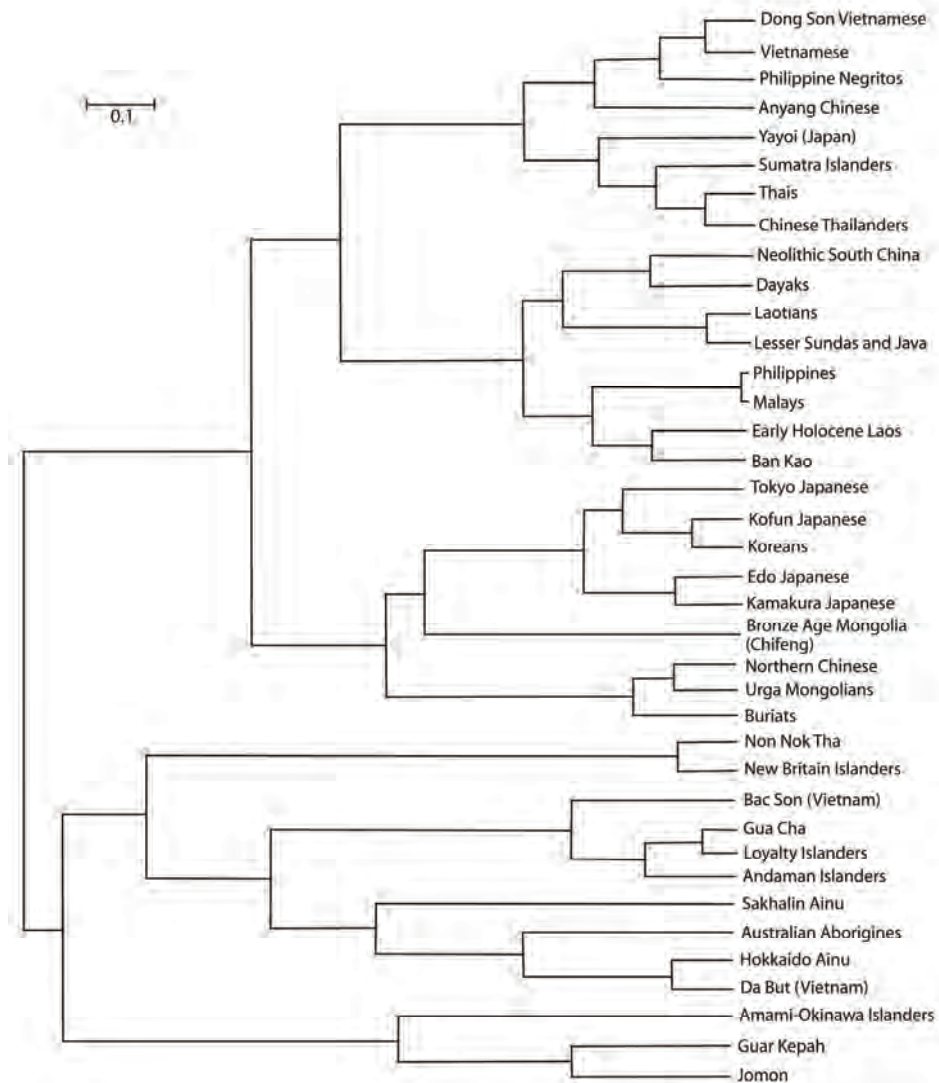 Dong Son Vietnamese
Vietnamese
Philippine Negritos
0.1
Anyang Chinese
Yayoi (Japan)
Sumatra Islanders
Thais
Chinese Thailanders
Neolithic South China
Dayaks
Laotians
Lesser Sundas and Java
Philippines
Malays
Early Holocene Laos
Ban Kao
Tokyo Japanese
Kofun Japanese
Koreans
Edo Japanese
Kamakura Japanese
Bronze Age Mongolia
(Chifeng)
Northern Chinese
Urga Mongolians
Buriats
Non Nok Tha
New Britain Islanders
Bac Son (Vietnam)
Gua Cha
Loyalty Islanders
Andaman Islanders
Sakhalin Ainu
Australian Aborigines
Hokkaido Ainu
Da But (Vietnam)
Amami-Okinawa Islanders
Guar Kepah
Jomon